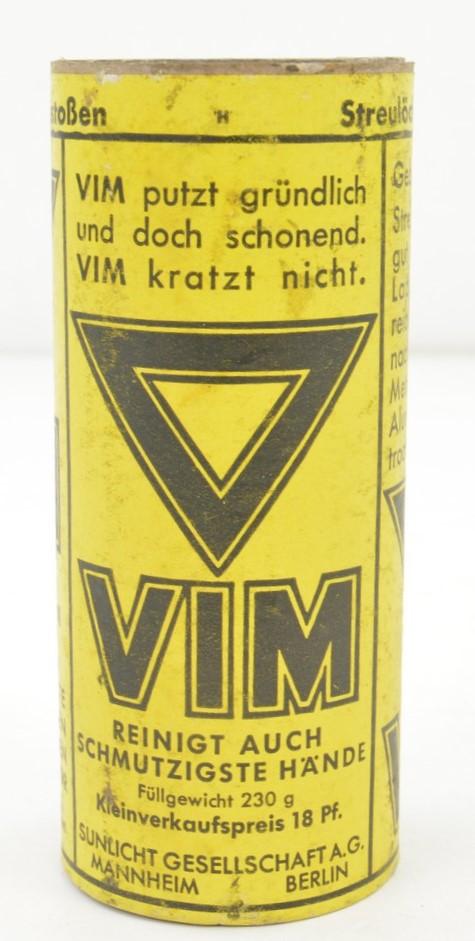 H
VIM putzt gründlich
und doch schonend.
VIM kratzt nicht.
VIM
REINIGT AUCH
SCHMUTZIGSTE HÄNDE
Füllgewicht 230 g
Kleinverkaufspreis 18 Pf.
SUNLICHT GESELLSCHAFT A.G.
MANNHEIM BERLIN